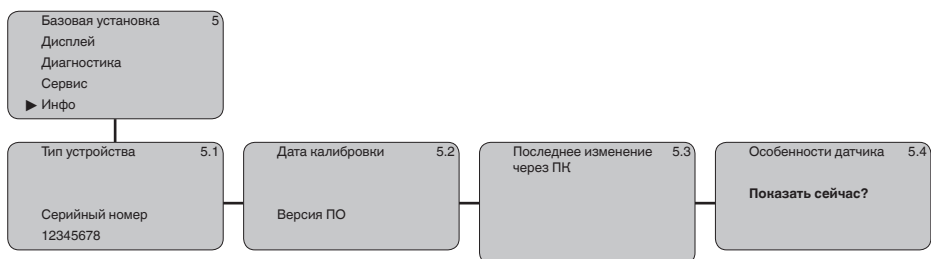 Базовая установка 5
Дисплей
Диагностика
Сервис
▶ Инфо
Тип устройства 5.1
Серийный номер
12345678
Дата калибровки 5.2
Версия ПО
Последнее изменение 5.3
через ПК
Особенности датчика 5.4
Показать сейчас?